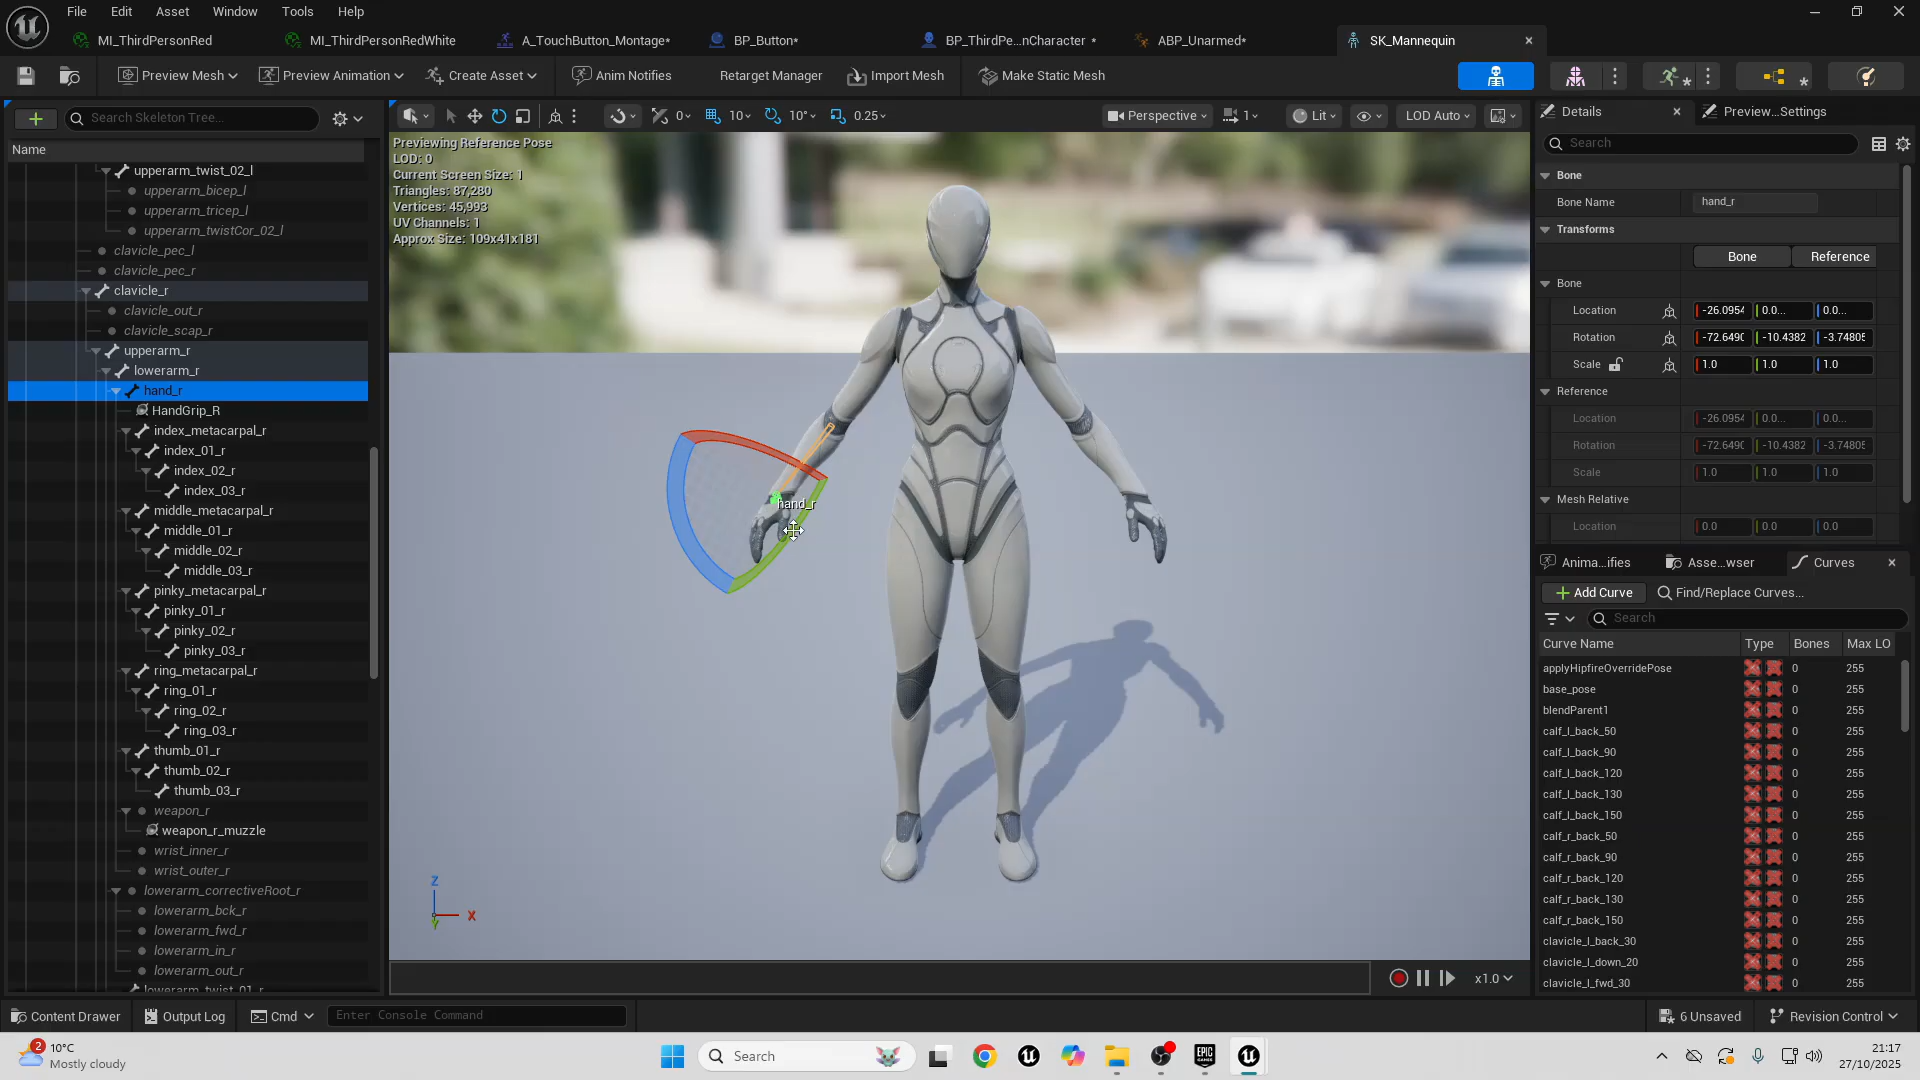 File Edit Asset Window Tools Help
MI_ThirdPersonRed MI_ThirdPersonRedWhite A_TouchButton_Montage* BP_Button* BP_ThirdPe...nCharacter * ABP_Unarmed* SK_Mannequin
Preview Mesh Preview Animation Create Asset Anim Notifies Retarget Manager Import Mesh Make Static Mesh
Search Skeleton Tree...
Name
upperarm_twist_02_l
upperarm_bicep_l
upperarm_tricep_l
upperarm_twistCor_02_l
clavicle_pec_l
clavicle_pec_r
clavicle_r
clavicle_out_r
clavicle_scap_r
upperarm_r
lowerarm_r
hand_r
HandGrip_R
index_metacarpal_r
index_01_r
index_02_r
index_03_r
middle_metacarpal_r
middle_01_r
middle_02_r
middle_03_r
pinky_metacarpal_r
pinky_01_r
pinky_02_r
pinky_03_r
ring_metacarpal_r
ring_01_r
ring_02_r
ring_03_r
thumb_01_r
thumb_02_r
thumb_03_r
weapon_r
weapon_r_muzzle
wrist_inner_r
wrist_outer_r
lowerarm_correctiveRoot_r
lowerarm_bck_r
lowerarm_fwd_r
lowerarm_in_r
lowerarm_out_r
lowerarm_twist_01_r
0 10 10° 0.25 Perspective 1 Lit LOD Auto
Previewing Reference Pose
LOD: 0
Current Screen Size: 1
Triangles: 87,280
Vertices: 45,993
UV Channels: 1
Approx Size: 109x41x181
hand_r
Z
X
Y
x1.0
Details Preview...Settings
Search
Bone
Bone Name hand_r
Transforms
Bone Reference
Bone
Location -26.0954 0.0... 0.0...
Rotation -72.6490 -10.4382 -3.74805
Scale 1.0 1.0 1.0
Reference
Location -26.0954 0.0... 0.0...
Rotation -72.6490 -10.4382 -3.74805
Scale 1.0 1.0 1.0
Mesh Relative
Location 0.0 0.0 0.0
Anima...ifies Asse...wser Curves
Add Curve Find/Replace Curves...
Search
Curve Name Type Bones Max LO
applyHipfireOverridePose 0 255
base_pose 0 255
blendParent1 0 255
calf_l_back_50 0 255
calf_l_back_90 0 255
calf_l_back_120 0 255
calf_l_back_130 0 255
calf_l_back_150 0 255
calf_r_back_50 0 255
calf_r_back_90 0 255
calf_r_back_120 0 255
calf_r_back_130 0 255
calf_r_back_150 0 255
clavicle_l_back_30 0 255
clavicle_l_down_20 0 255
clavicle_l_fwd_30 0 255
Content Drawer Output Log Cmd Enter Console Command 6 Unsaved Revision Control
2
10°C
Mostly cloudy
Search
EPIC GAMES
21:17
27/10/2025